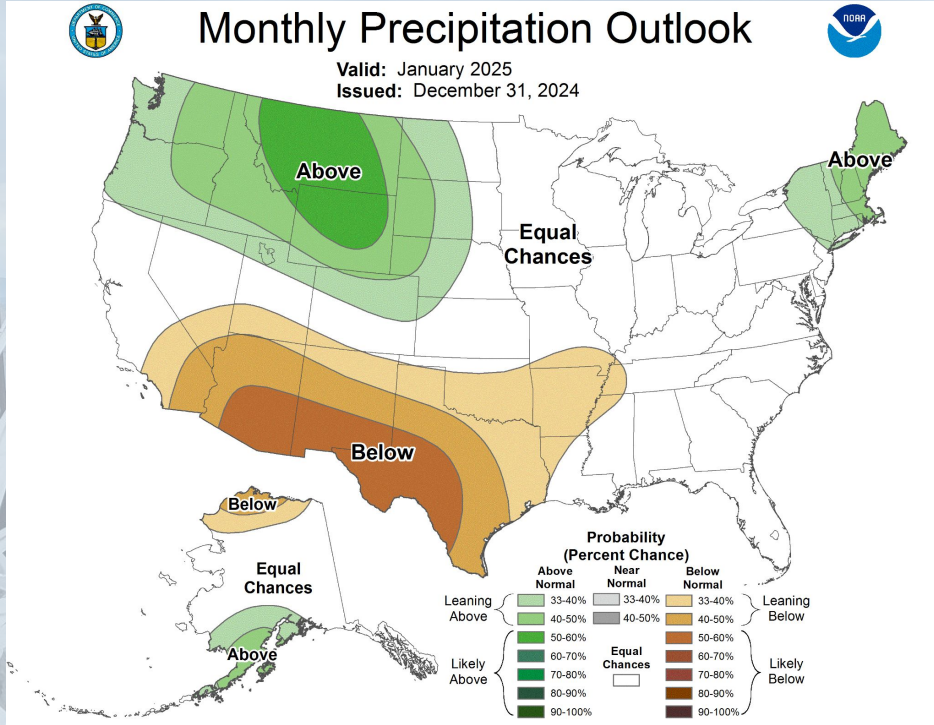 Monthly Precipitation Outlook
NOAA
Valid: January 2025
Issued: December 31, 2024
Above
Above
Equal
Chances
Below
Below
Equal
Chances
Above
Probability
(Percent Chance)
Above
Normal
Near
Normal
Below
Normal
Leaning
Above
33-40%
33-40%
33-40%
Leaning
Below
40-50%
40-50%
40-50%
Likely
Above
50-60%
50-60%
Likely
Below
60-70%
Equal
Chances
60-70%
70-80%
70-80%
80-90%
80-90%
90-100%
90-100%